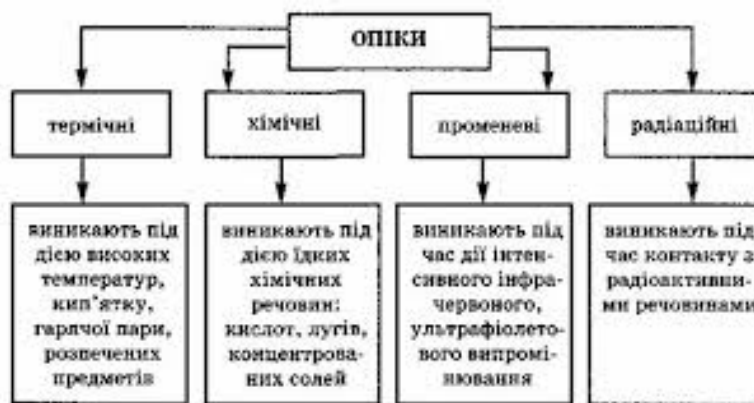 ОПІКИ
термічні
хімічні
променеві
радіаційні
виникають під
дією високих
температур,
кип'ятку,
гарячої пари,
розпечених
предметів
виникають під
дією їдких
хімічних
речовин:
кислот, лугів,
концентрова-
них солей
виникають під
час дії інтен-
сивного інфра-
червоного,
ультрафіолето-
вого випромі-
нювання
виникають під
час контакту з
радіоактивни-
ми речовинами